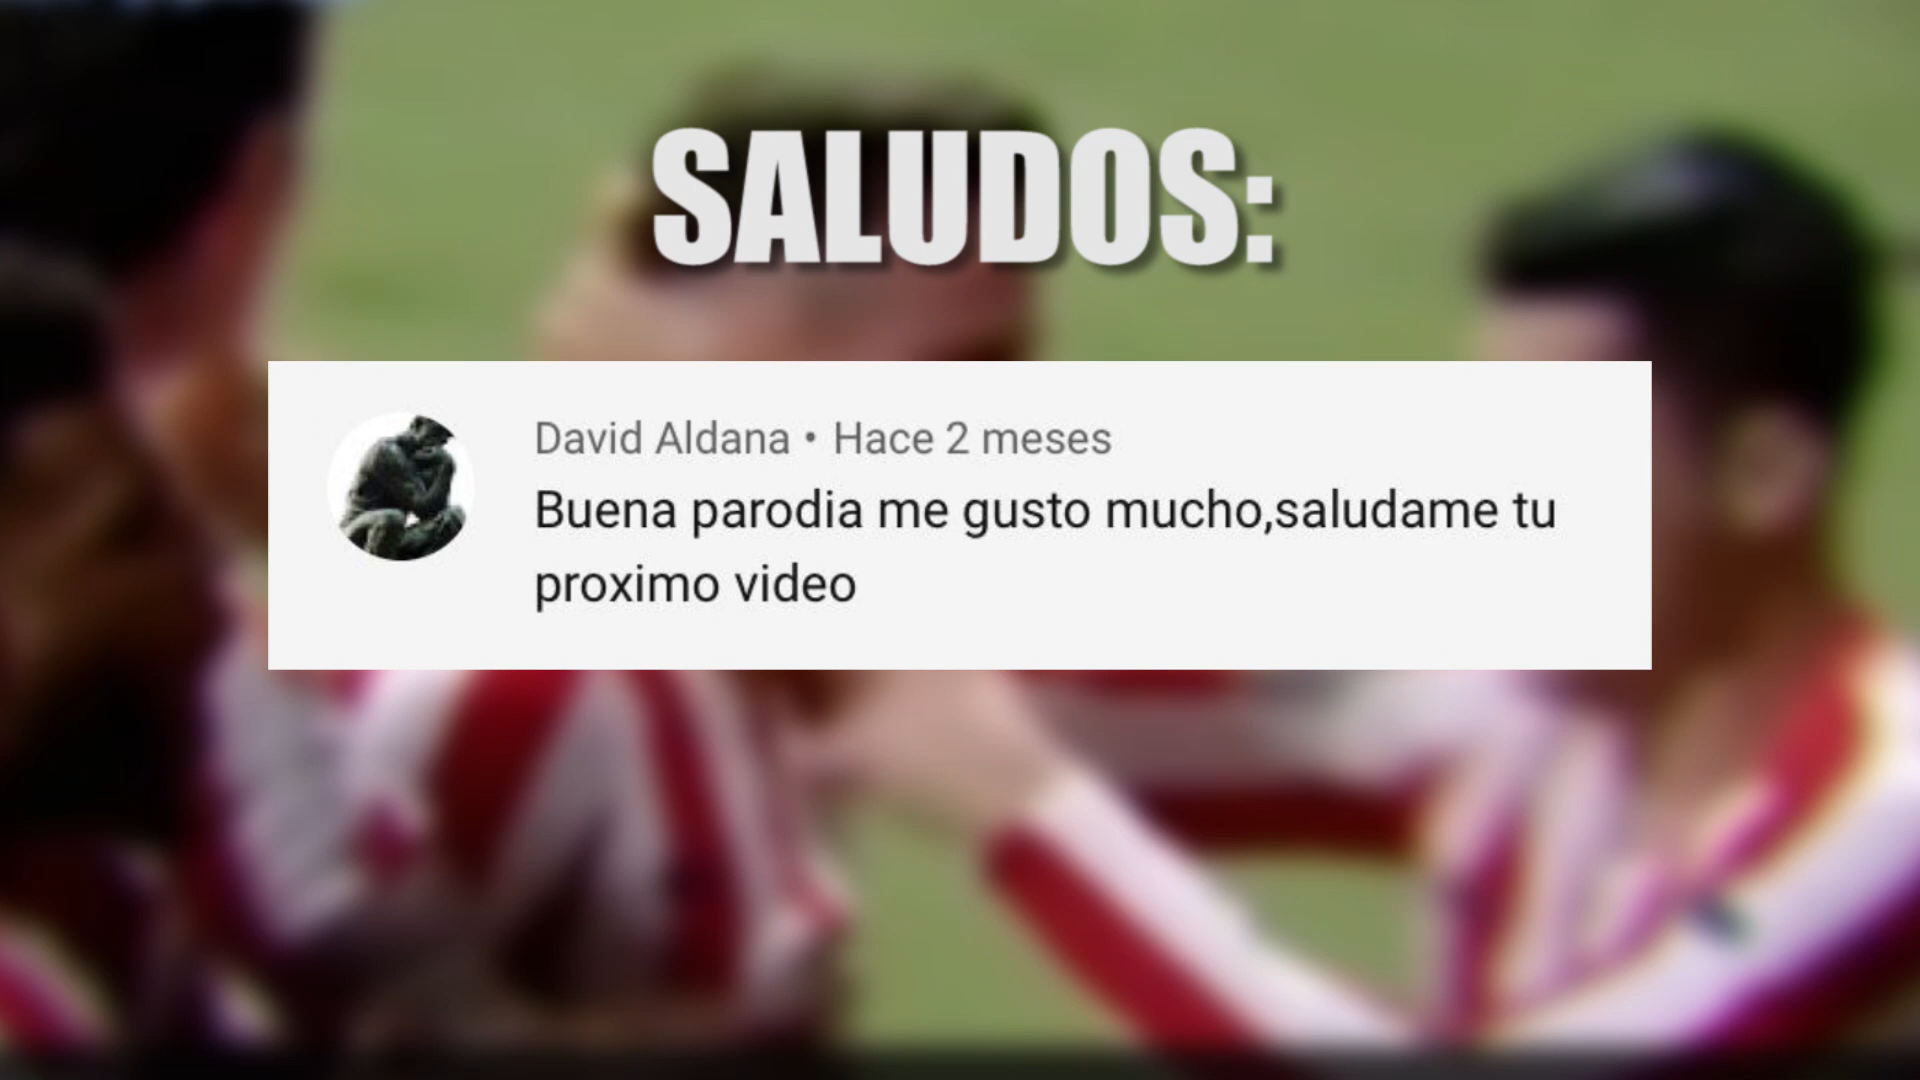 SALUDOS:
David Aldana • Hace 2 meses
Buena parodia me gusto mucho,saludame tu
proximo video